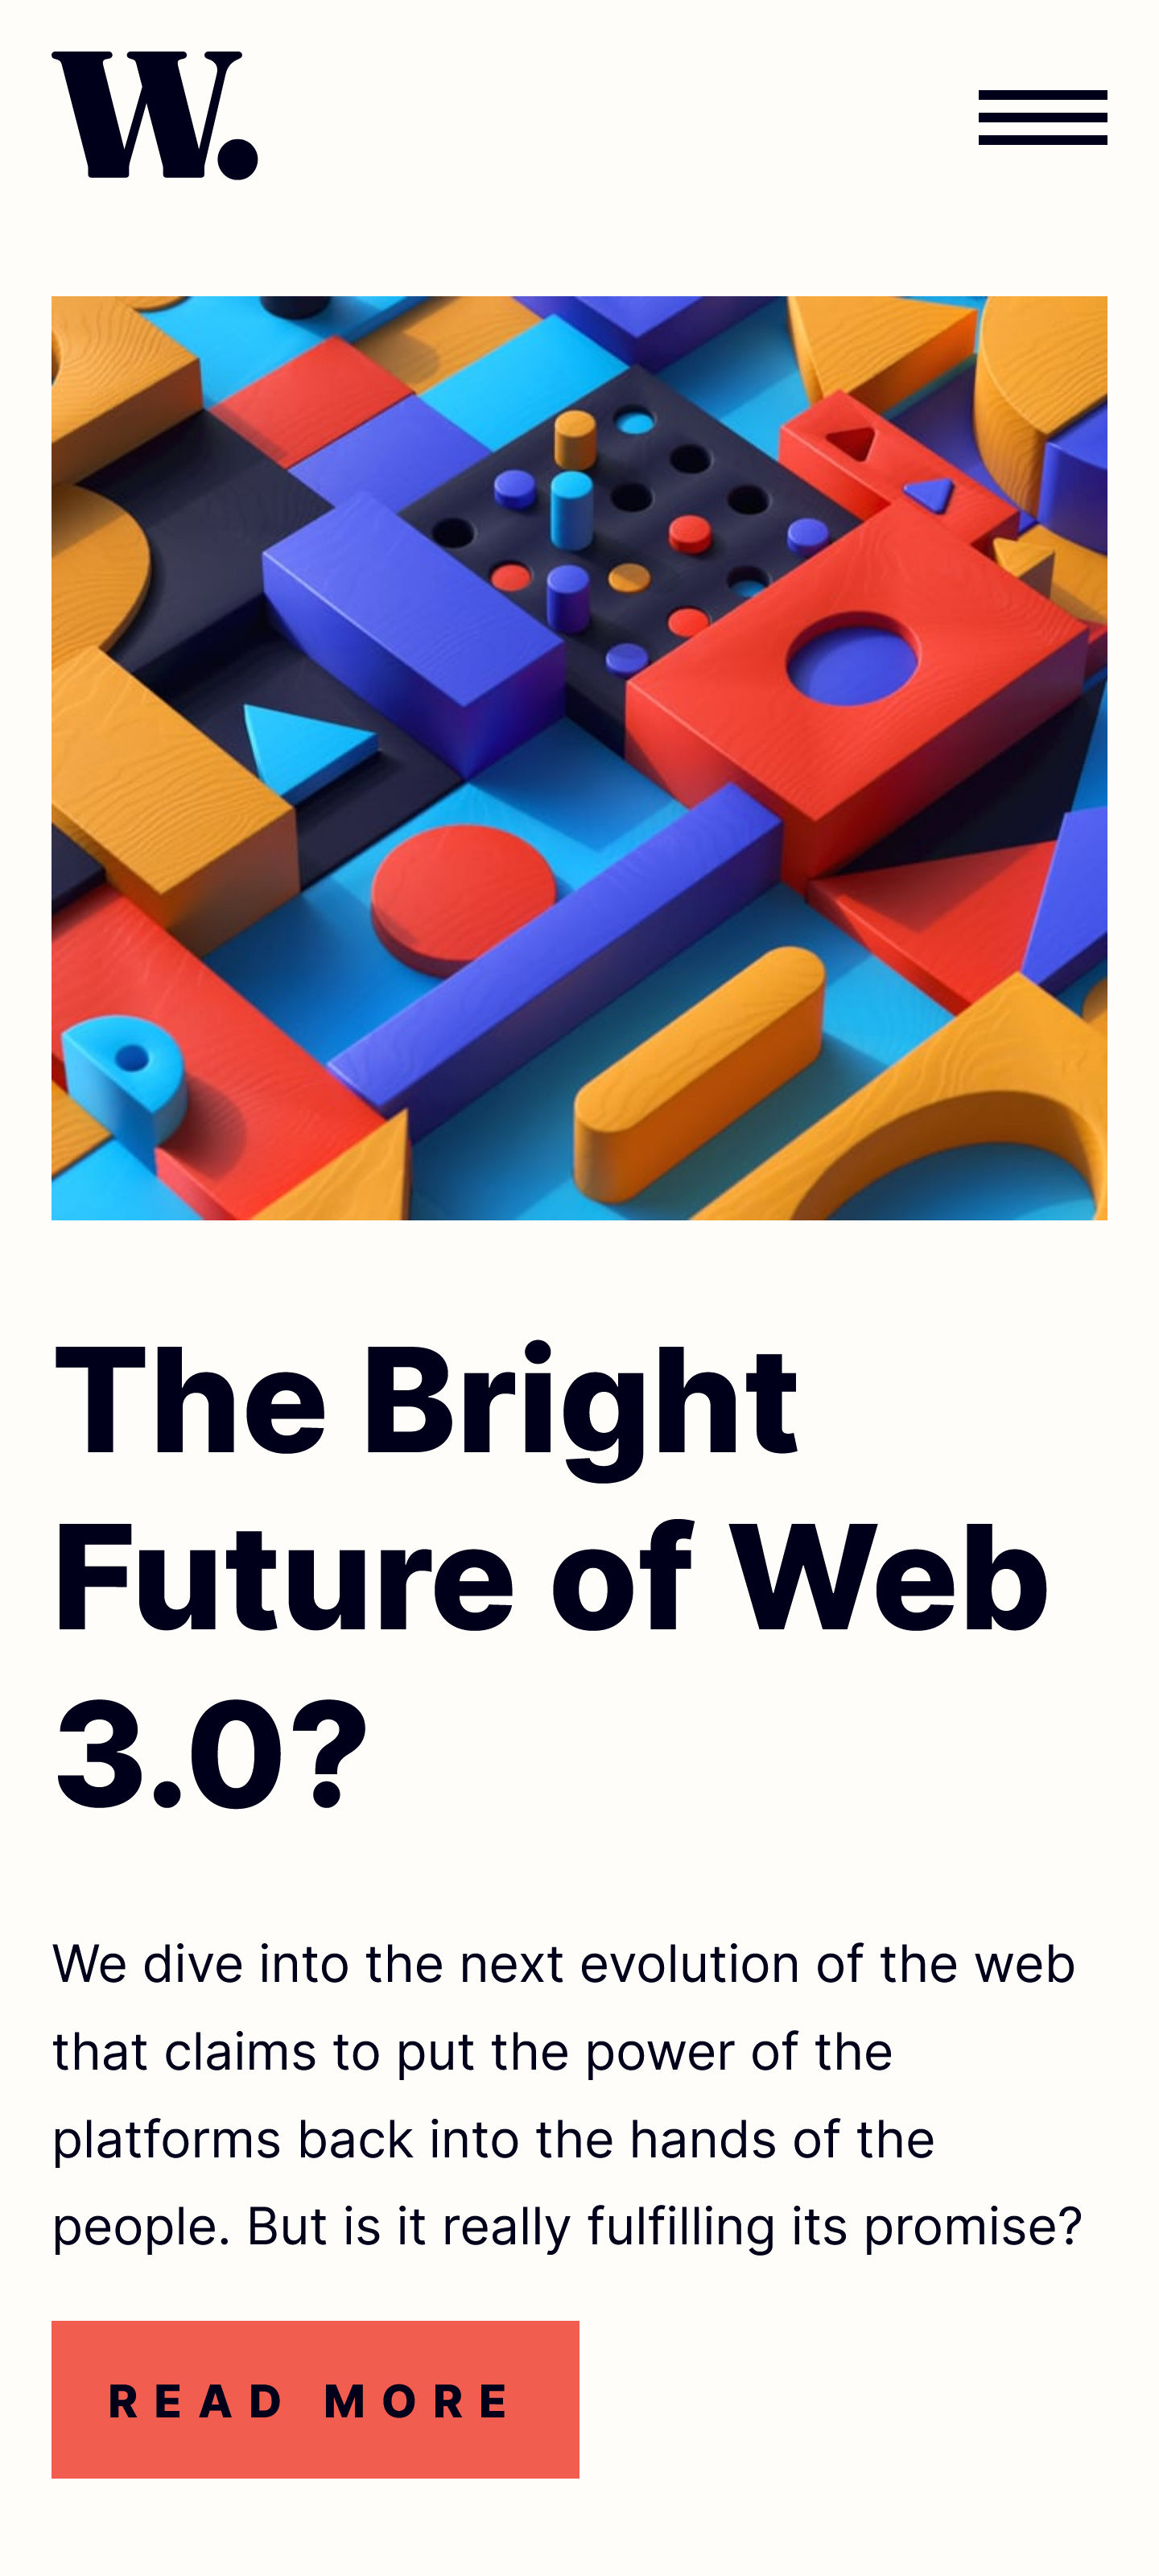 W.
The Bright
Future of Web
3.0?
We dive into the next evolution of the web
that claims to put the power of the
platforms back into the hands of the
people. But is it really fulfilling its promise?
READ MORE